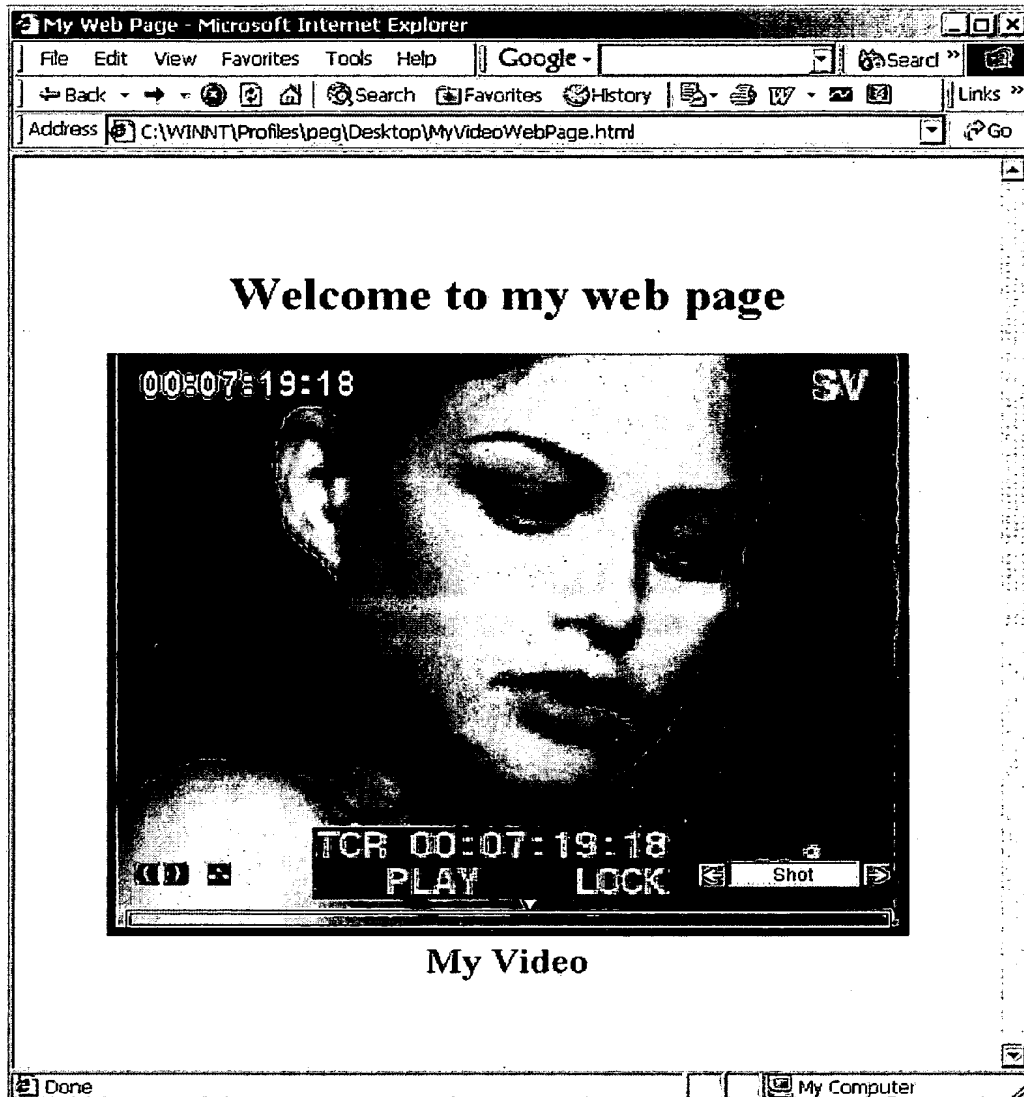 My Web Page - Microsoft Internet Explorer
File Edit View Favorites Tools Help Google Searcl »
Back Search Favorites History Links »
Address C:\WINNT\Profiles\peg\Desktop\MyVideoWebPage.html Go
Welcome to my web page
00:07:19:18 SV
TCR 00:07:19:18
PLAY LOCK Shot
My Video
Done My Computer